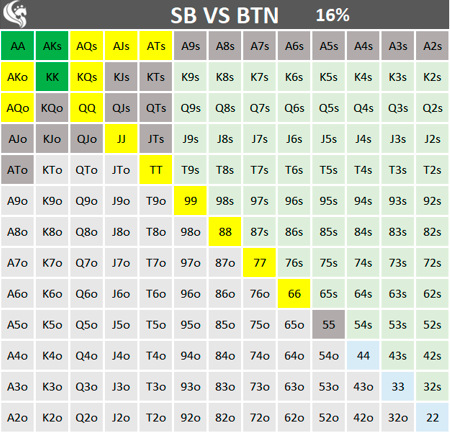 SB VS BTN 16%
AA AKs AQs AJs ATs A9s A8s A7s A6s A5s A4s A3s A2s
AKo KK KQs KJs KTs K9s K8s K7s K6s K5s K4s K3s K2s
AQo KQo QQ QJs QTs Q9s Q8s Q7s Q6s Q5s Q4s Q3s Q2s
AJo KJo QJo JJ JTs J9s J8s J7s J6s J5s J4s J3s J2s
ATo KTo QTo JTo TT T9s T8s T7s T6s T5s T4s T3s T2s
A9o K9o Q9o J9o T9o 99 98s 97s 96s 95s 94s 93s 92s
A8o K8o Q8o J8o T8o 98o 88 87s 86s 85s 84s 83s 82s
A7o K7o Q7o J7o T7o 97o 87o 77 76s 75s 74s 73s 72s
A6o K6o Q6o J6o T6o 96o 86o 76o 66 65s 64s 63s 62s
A5o K5o Q5o J5o T5o 95o 85o 75o 65o 55 54s 53s 52s
A4o K4o Q4o J4o T4o 94o 84o 74o 64o 54o 44 43s 42s
A3o K3o Q3o J3o T3o 93o 83o 73o 63o 53o 43o 33 32s
A2o K2o Q2o J2o T2o 92o 82o 72o 62o 52o 42o 32o 22